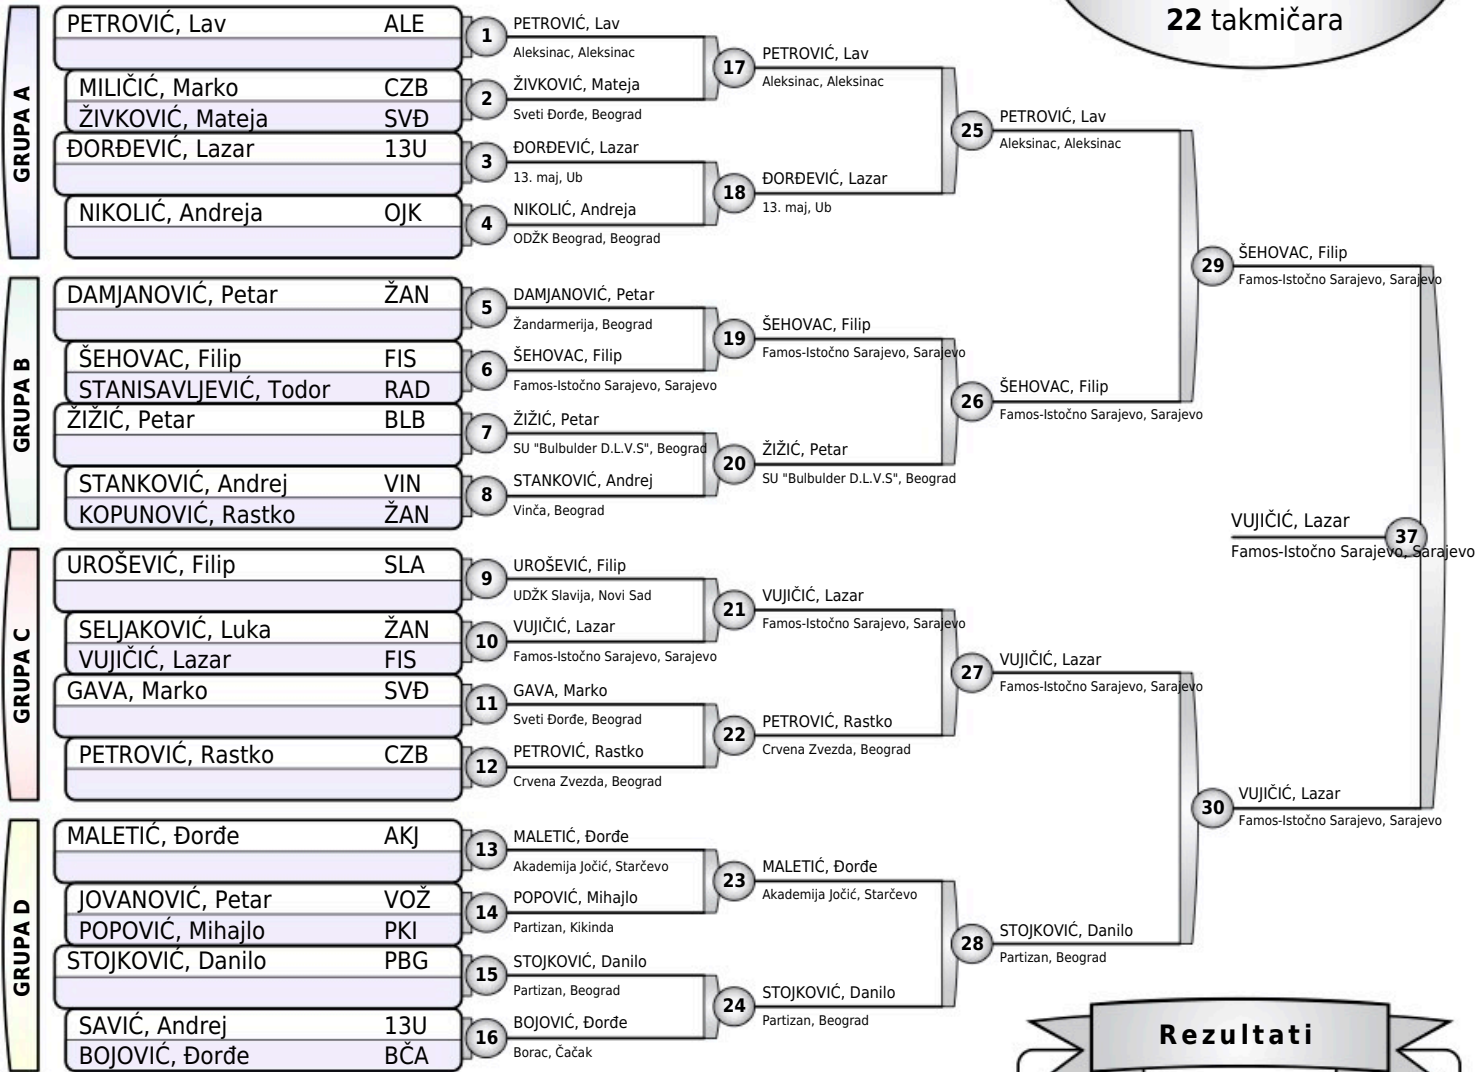 22 takmičara
GRUPA A
PETROVIĆ, Lav ALE
MILIČIĆ, Marko CZB
ŽIVKOVIĆ, Mateja SVĐ
ĐORĐEVIĆ, Lazar 13U
NIKOLIĆ, Andreja OJK
GRUPA B
DAMJANOVIĆ, Petar ŽAN
ŠEHOVAC, Filip FIS
STANISAVLJEVIĆ, Todor RAD
ŽIŽIĆ, Petar BLB
STANKOVIĆ, Andrej VIN
KOPUNOVIĆ, Rastko ŽAN
GRUPA C
UROŠEVIĆ, Filip SLA
SELJAKOVIĆ, Luka ŽAN
VUJIČIĆ, Lazar FIS
GAVA, Marko SVĐ
PETROVIĆ, Rastko CZB
GRUPA D
MALETIĆ, Đorđe AKJ
JOVANOVIĆ, Petar VOŽ
POPOVIĆ, Mihajlo PKI
STOJKOVIĆ, Danilo PBG
SAVIĆ, Andrej 13U
BOJOVIĆ, Đorđe BČA
1 PETROVIĆ, Lav
Aleksinac, Aleksinac
2 ŽIVKOVIĆ, Mateja
Sveti Đorđe, Beograd
3 ĐORĐEVIĆ, Lazar
13. maj, Ub
4 NIKOLIĆ, Andreja
ODŽK Beograd, Beograd
5 DAMJANOVIĆ, Petar
Žandarmerija, Beograd
6 ŠEHOVAC, Filip
Famos-Istočno Sarajevo, Sarajevo
7 ŽIŽIĆ, Petar
SU "Bulbulder D.L.V.S", Beograd
8 STANKOVIĆ, Andrej
Vinča, Beograd
9 UROŠEVIĆ, Filip
UDŽK Slavija, Novi Sad
10 VUJIČIĆ, Lazar
Famos-Istočno Sarajevo, Sarajevo
11 GAVA, Marko
Sveti Đorđe, Beograd
12 PETROVIĆ, Rastko
Crvena Zvezda, Beograd
13 MALETIĆ, Đorđe
Akademija Jočić, Starčevo
14 POPOVIĆ, Mihajlo
Partizan, Kikinda
15 STOJKOVIĆ, Danilo
Partizan, Beograd
16 BOJOVIĆ, Đorđe
Borac, Čačak
17 PETROVIĆ, Lav
Aleksinac, Aleksinac
18 ĐORĐEVIĆ, Lazar
13. maj, Ub
19 ŠEHOVAC, Filip
Famos-Istočno Sarajevo, Sarajevo
20 ŽIŽIĆ, Petar
SU "Bulbulder D.L.V.S", Beograd
21 VUJIČIĆ, Lazar
Famos-Istočno Sarajevo, Sarajevo
22 PETROVIĆ, Rastko
Crvena Zvezda, Beograd
23 MALETIĆ, Đorđe
Akademija Jočić, Starčevo
24 STOJKOVIĆ, Danilo
Partizan, Beograd
25 PETROVIĆ, Lav
Aleksinac, Aleksinac
26 ŠEHOVAC, Filip
Famos-Istočno Sarajevo, Sarajevo
27 VUJIČIĆ, Lazar
Famos-Istočno Sarajevo, Sarajevo
28 STOJKOVIĆ, Danilo
Partizan, Beograd
29 ŠEHOVAC, Filip
Famos-Istočno Sarajevo, Sarajevo
30 VUJIČIĆ, Lazar
Famos-Istočno Sarajevo, Sarajevo
VUJIČIĆ, Lazar 37
Famos-Istočno Sarajevo, Sarajevo
Rezultati